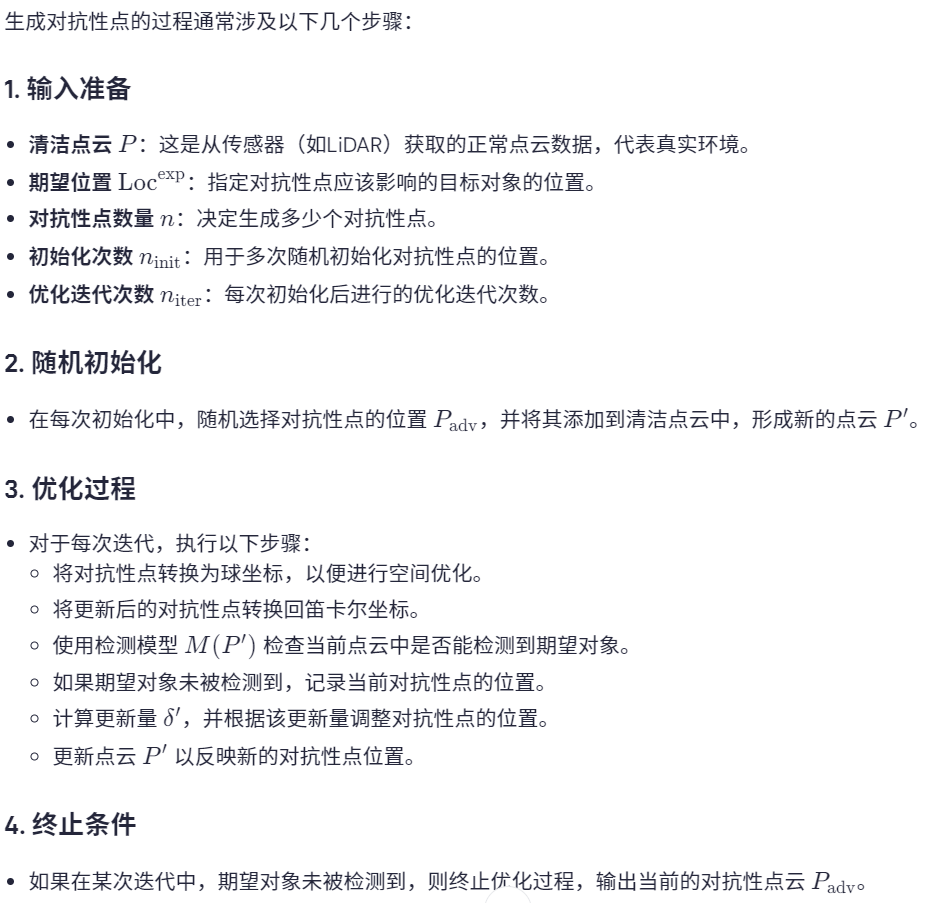 生成对抗性点的过程通常涉及以下几个步骤：
1. 输入准备
• 清洁点云 P：这是从传感器（如LiDAR）获取的正常点云数据，代表真实环境。
• 期望位置 Loc^exp：指定对抗性点应该影响的目标对象的位置。
• 对抗性点数量 n：决定生成多少个对抗性点。
• 初始化次数 n_init：用于多次随机初始化对抗性点的位置。
• 优化迭代次数 n_iter：每次初始化后进行的优化迭代次数。
2. 随机初始化
• 在每次初始化中，随机选择对抗性点的位置 P_adv，并将其添加到清洁点云中，形成新的点云 P′。
3. 优化过程
• 对于每次迭代，执行以下步骤：
◦ 将对抗性点转换为球坐标，以便进行空间优化。
◦ 将更新后的对抗性点转换回笛卡尔坐标。
◦ 使用检测模型 M(P′) 检查当前点云中是否能检测到期望对象。
◦ 如果期望对象未被检测到，记录当前对抗性点的位置。
◦ 计算更新量 δ′，并根据该更新量调整对抗性点的位置。
◦ 更新点云 P′ 以反映新的对抗性点位置。
4. 终止条件
• 如果在某次迭代中，期望对象未被检测到，则终止优化过程，输出当前的对抗性点云 P_adv。